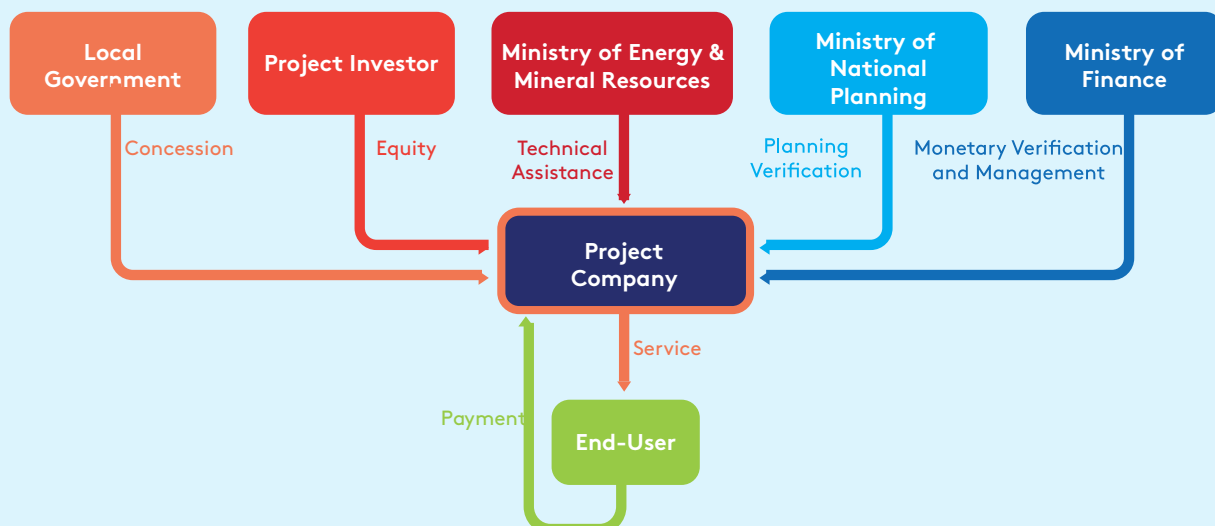 Local
Government
Project Investor
Ministry of Energy &
Mineral Resources
Ministry of
National
Planning
Ministry of
Finance
Concession
Equity
Technical
Assistance
Planning
Verification
Monetary Verification
and Management
Project
Company
Service
Payment
End-User